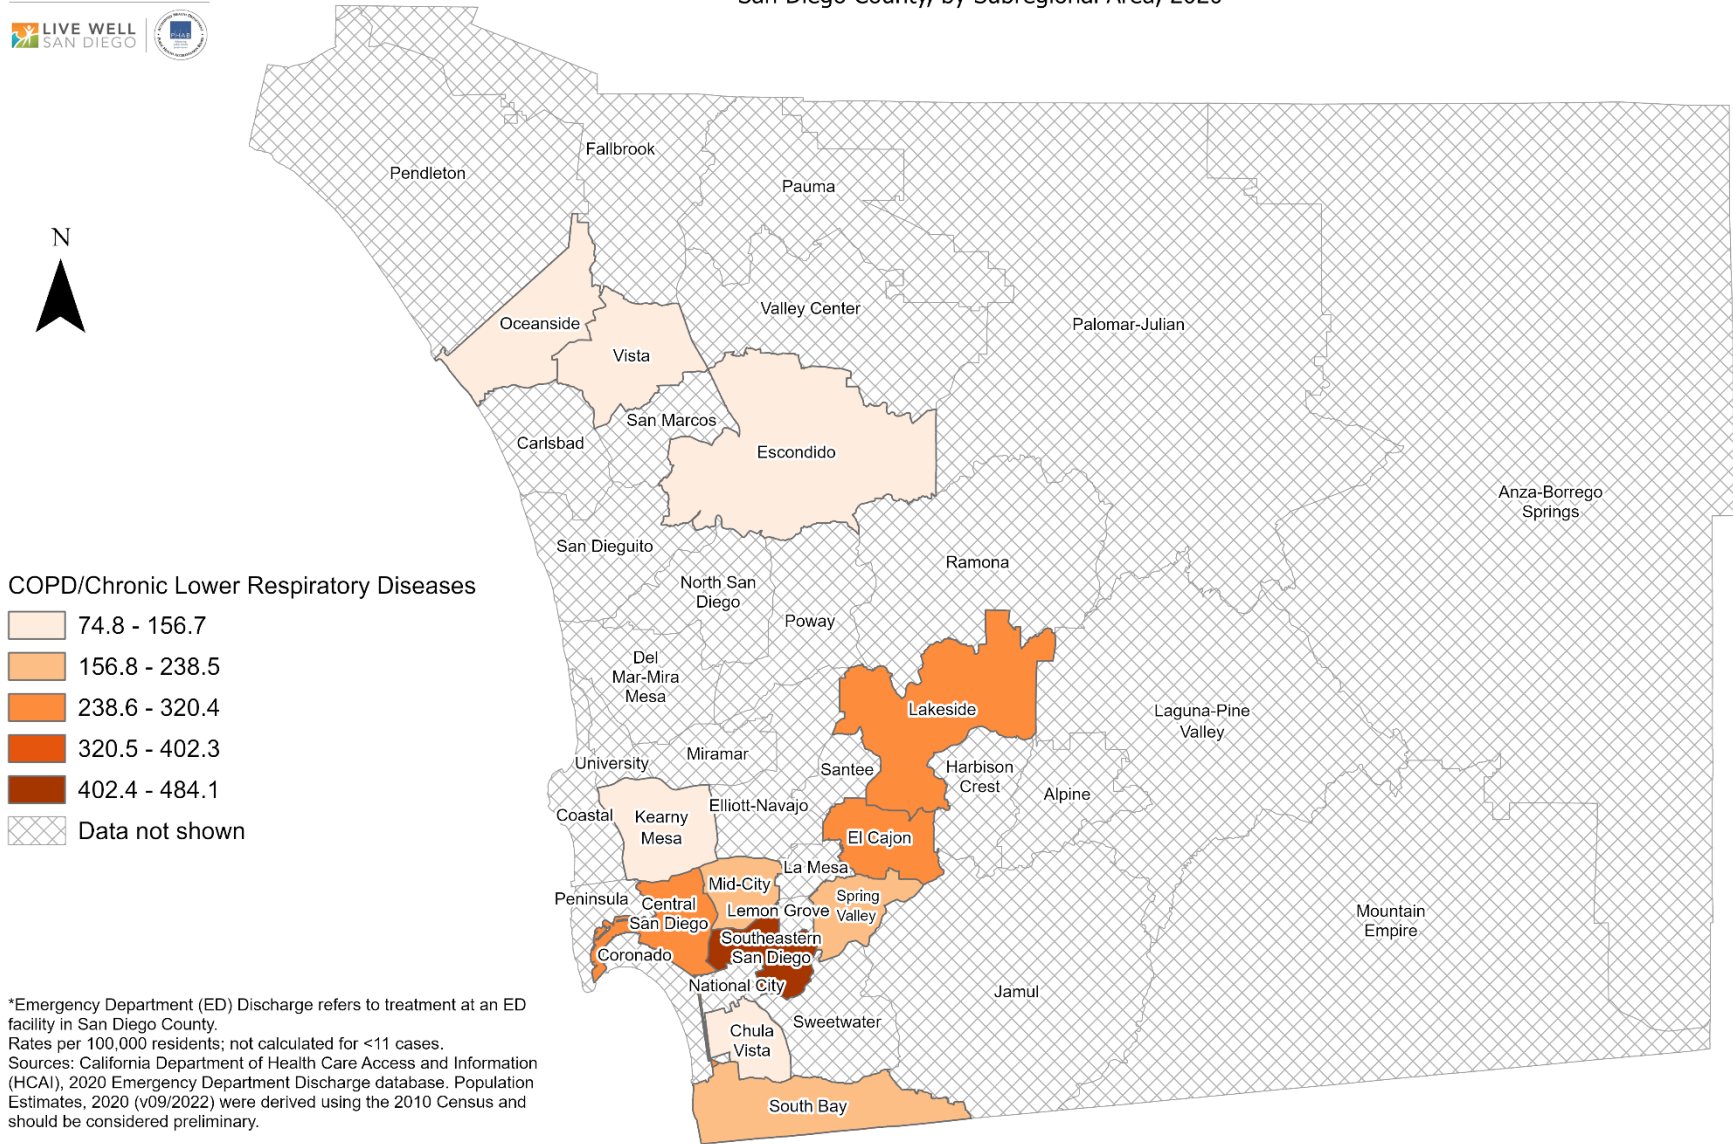 San Diego County, by Subregional Area, 2020
LIVE WELL
SAN DIEGO
PHAB
N
Pendleton
Fallbrook
Pauma
Oceanside
Vista
Valley Center
Palomar-Julian
San Marcos
Carlsbad
Escondido
Anza-Borrego
Springs
San Dieguito
Ramona
North San
Diego
Poway
Del
Mar-Mira
Mesa
Lakeside
Laguna-Pine
Valley
Miramar
University
Santee
Harbison
Crest
Alpine
Coastal
Kearny
Mesa
Elliott-Navajo
El Cajon
La Mesa
Mid-City
Peninsula
Central
San Diego
Lemon Grove
Spring
Valley
Mountain
Empire
Southeastern
San Diego
Coronado
National City
Jamul
Sweetwater
Chula
Vista
South Bay
COPD/Chronic Lower Respiratory Diseases
74.8 - 156.7
156.8 - 238.5
238.6 - 320.4
320.5 - 402.3
402.4 - 484.1
Data not shown
*Emergency Department (ED) Discharge refers to treatment at an ED
facility in San Diego County.
Rates per 100,000 residents; not calculated for <11 cases.
Sources: California Department of Health Care Access and Information
(HCAI), 2020 Emergency Department Discharge database. Population
Estimates, 2020 (v09/2022) were derived using the 2010 Census and
should be considered preliminary.